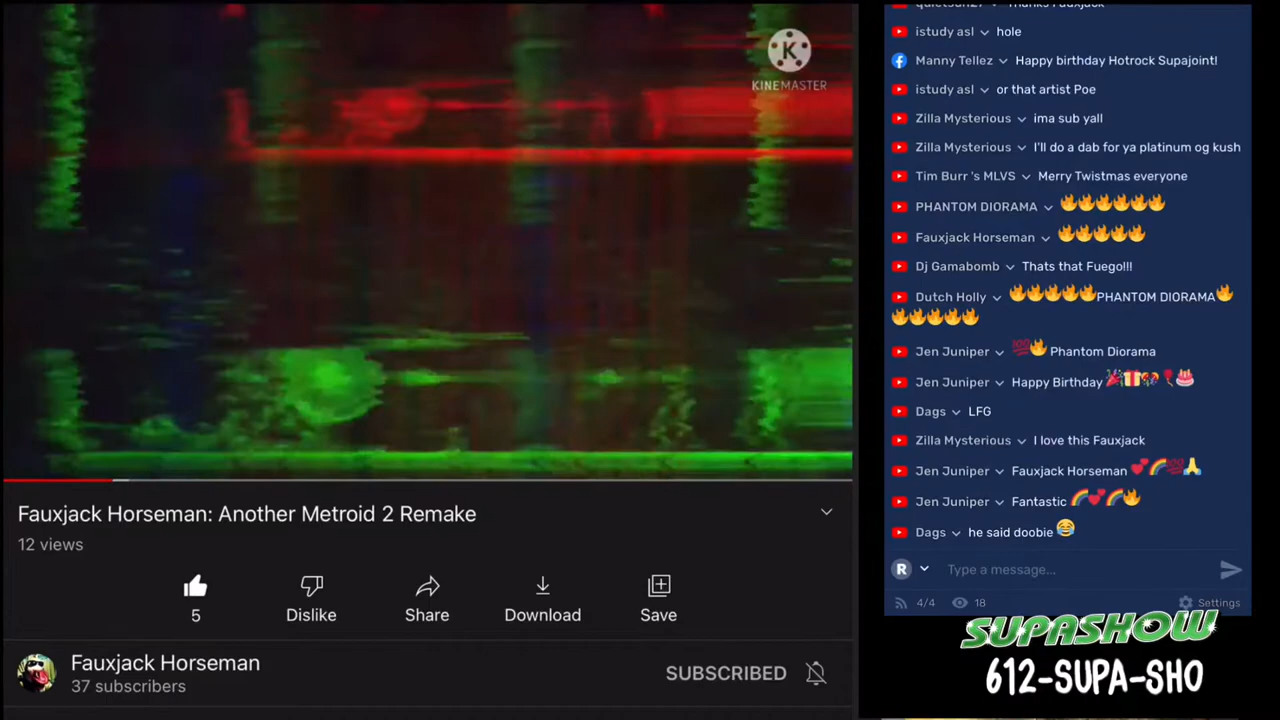 K
KINEMASTER
Fauxjack Horseman: Another Metroid 2 Remake
12 views
5
Dislike
Share
Download
Save
Fauxjack Horseman
37 subscribers
SUBSCRIBED
istudy asl hole
Manny Tellez Happy birthday Hotrock Supajoint!
istudy asl or that artist Poe
Zilla Mysterious ima sub yall
Zilla Mysterious I'll do a dab for ya platinum og kush
Tim Burr 's MLVS Merry Twistmas everyone
PHANTOM DIORAMA 🔥🔥🔥🔥🔥🔥
Fauxjack Horseman 🔥🔥🔥🔥🔥
Dj Gamabomb Thats that Fuego!!!
Dutch Holly 🔥🔥🔥🔥🔥PHANTOM DIORAMA🔥
🔥🔥🔥🔥🔥
Jen Juniper 💯🔥 Phantom Diorama
Jen Juniper Happy Birthday 🎉🎁🎊🎈🎂
Dags LFG
Zilla Mysterious I love this Fauxjack
Jen Juniper Fauxjack Horseman 💕🌈💯🙏
Jen Juniper Fantastic 🌈💕🌈🔥
Dags he said doobie 😂
R Type a message...
4/4 18 Settings
SUPASHOW
612-SUPA-SHO